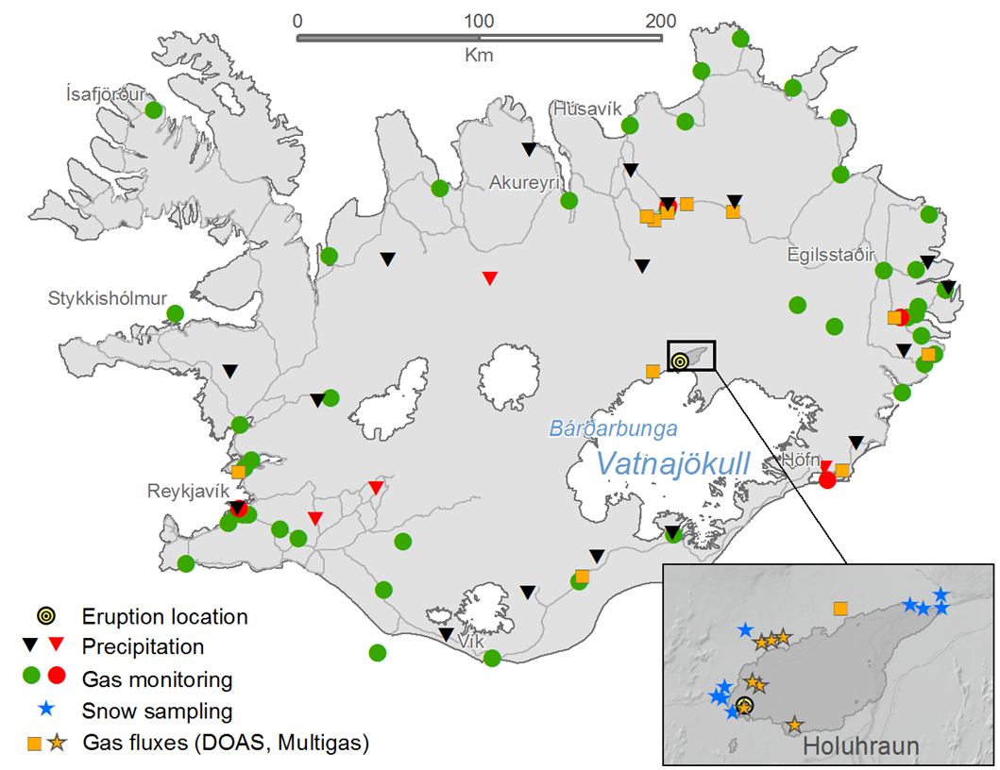 0 100 200
Km
Ísafjörður
Húsavík
Akureyri
Egilsstaðir
Stykkishólmur
Bárðarbunga
Vatnajökull
Höfn
Reykjavík
Vík
Eruption location
Precipitation
Gas monitoring
Snow sampling
Gas fluxes (DOAS, Multigas)
Holuhraun